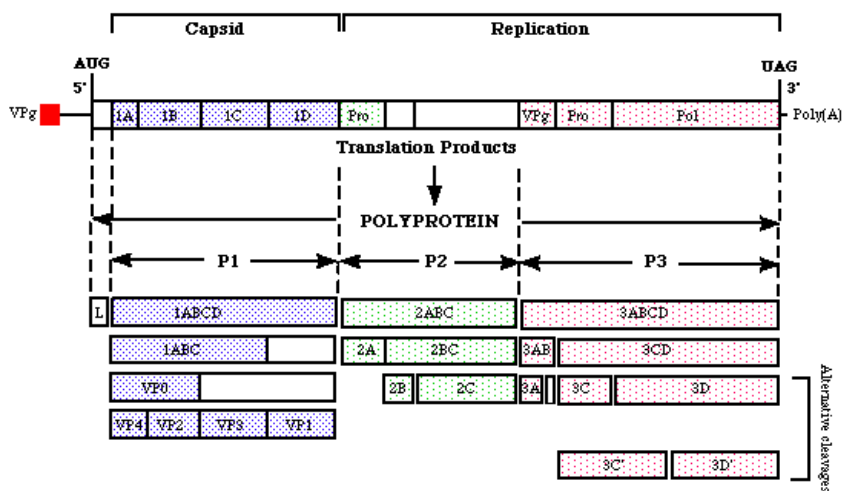 Capsid Replication
AUG UAG
5' 3'
VPg 1A 1B 1C 1D Pro VPg Pro Pol Poly(A)
Translation Products
POLYPROTEIN
P1 P2 P3
L 1ABCD 2ABC 3ABCD
1ABC 2A 2BC 3AB 3CD
VP0 2B 2C 3A 3C 3D
VP4 VP2 VP3 VP1
3C' 3D'
Alternative cleavages